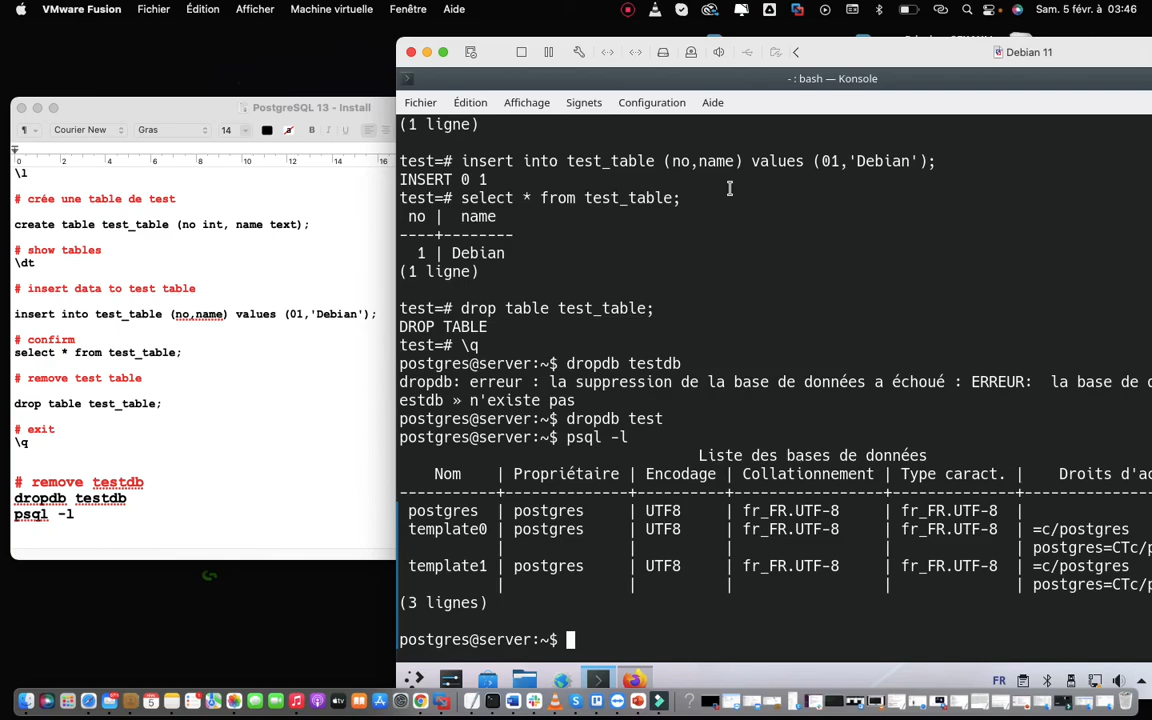 VMware Fusion Fichier Édition Afficher Machine virtuelle Fenêtre Aide Sam. 5 févr. à 03:46
Debian 11
- : bash — Konsole
Fichier Édition Affichage Signets Configuration Aide
PostgreSQL 13 - Install
Courier New Gras 14
0 2 4 6 8 10 12 14 16
\l
# crée une table de test
create table test_table (no int, name text);
# show tables
\dt
# insert data to test table
insert into test_table (no,name) values (01,'Debian');
# confirm
select * from test_table;
# remove test table
drop table test_table;
# exit
\q
# remove testdb
dropdb testdb
psql -l
(1 ligne)
test=# insert into test_table (no,name) values (01,'Debian');
INSERT 0 1
test=# select * from test_table;
no | name
----+--------
1 | Debian
(1 ligne)
test=# drop table test_table;
DROP TABLE
test=# \q
postgres@server:~$ dropdb testdb
dropdb: erreur : la suppression de la base de données a échoué : ERREUR:  la base de d
estdb » n'existe pas
postgres@server:~$ dropdb test
postgres@server:~$ psql -l
Liste des bases de données
Nom | Propriétaire | Encodage | Collationnement | Type caract. | Droits d'ac
postgres | postgres | UTF8 | fr_FR.UTF-8 | fr_FR.UTF-8 |
template0 | postgres | UTF8 | fr_FR.UTF-8 | fr_FR.UTF-8 | =c/postgres
| | | | | postgres=CTc/p
template1 | postgres | UTF8 | fr_FR.UTF-8 | fr_FR.UTF-8 | =c/postgres
| | | | | postgres=CTc/p
(3 lignes)
postgres@server:~$
FR